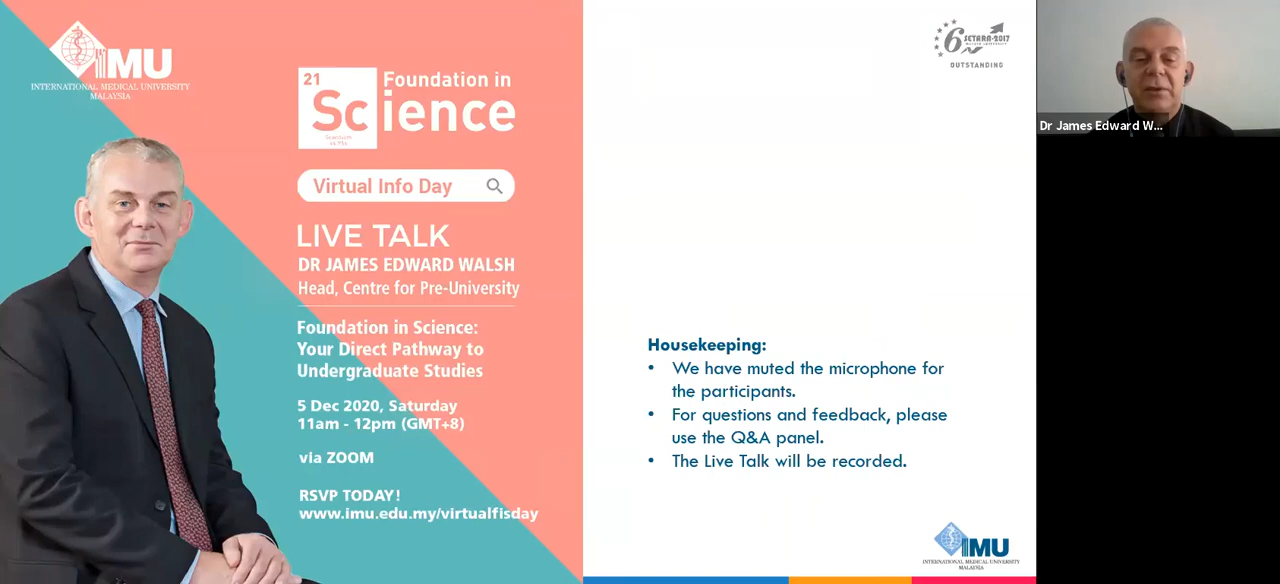 IMU
INTERNATIONAL MEDICAL UNIVERSITY
MALAYSIA
21
Sc
Scandium
44.956
Foundation in
Science
Virtual Info Day
LIVE TALK
DR JAMES EDWARD WALSH
Head, Centre for Pre-University
Foundation in Science:
Your Direct Pathway to
Undergraduate Studies
5 Dec 2020, Saturday
11am - 12pm (GMT+8)
via ZOOM
RSVP TODAY!
www.imu.edu.my/virtualfisday
6
SETARA-2017
OUTSTANDING
Housekeeping:
• We have muted the microphone for
the participants.
• For questions and feedback, please
use the Q&A panel.
• The Live Talk will be recorded.
IMU
INTERNATIONAL MEDICAL UNIVERSITY
MALAYSIA
Dr James Edward W...